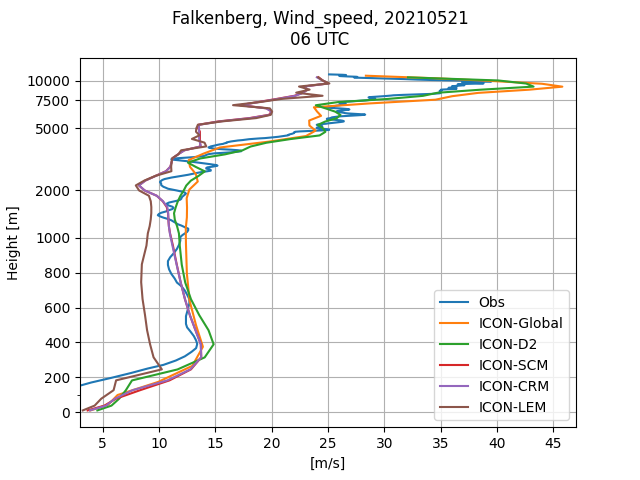 Falkenberg, Wind_speed, 20210521
06 UTC
10000
7500
5000
2000
1000
800
600
400
200
0
Height [m]
Obs
ICON-Global
ICON-D2
ICON-SCM
ICON-CRM
ICON-LEM
5 10 15 20 25 30 35 40 45
[m/s]